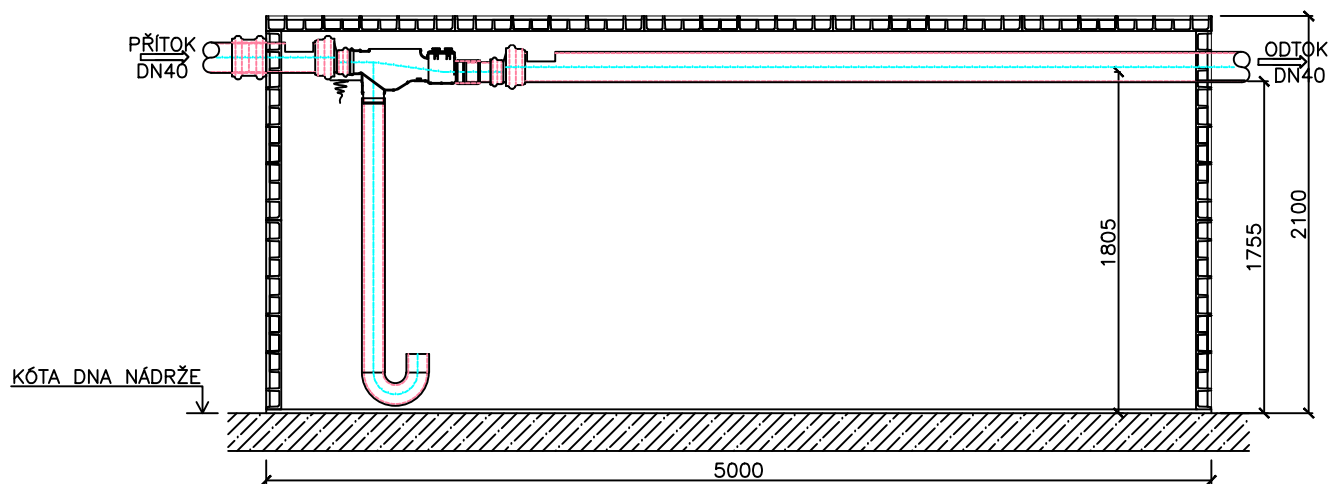 PŘÍTOK
DN40
ODTOK
DN40
1805
1755
2100
KÓTA DNA NÁDRŽE
5000